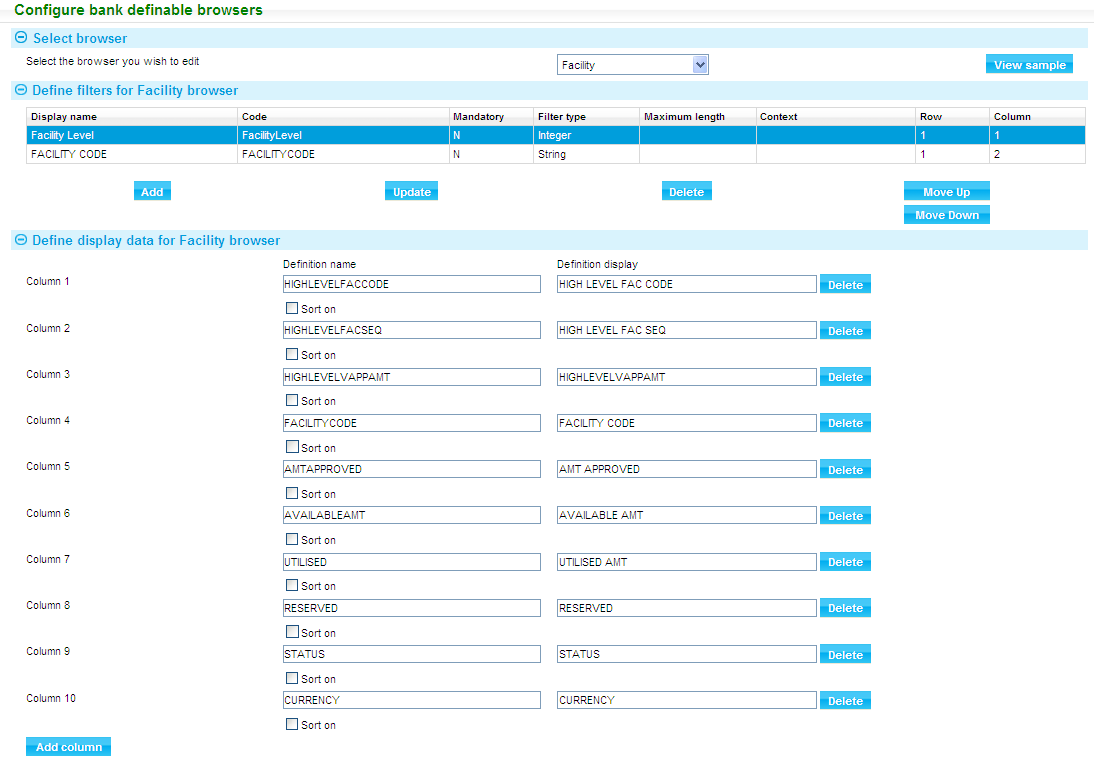 Configure bank definable browsers
Select browser
Select the browser you wish to edit Facility View sample
Define filters for Facility browser
Display name Code Mandatory Filter type Maximum length Context Row Column
Facility Level FacilityLevel N Integer 1 1
FACILITY CODE FACILITYCODE N String 1 2
Add Update Delete Move Up
Move Down
Define display data for Facility browser
Definition name Definition display
Column 1 HIGHLEVELFACCODE HIGH LEVEL FAC CODE Delete
Sort on
Column 2 HIGHLEVELFACSEQ HIGH LEVEL FAC SEQ Delete
Sort on
Column 3 HIGHLEVELVAPPAMT HIGHLEVELVAPPAMT Delete
Sort on
Column 4 FACILITYCODE FACILITY CODE Delete
Sort on
Column 5 AMTAPPROVED AMT APPROVED Delete
Sort on
Column 6 AVAILABLEAMT AVAILABLE AMT Delete
Sort on
Column 7 UTILISED UTILISED AMT Delete
Sort on
Column 8 RESERVED RESERVED Delete
Sort on
Column 9 STATUS STATUS Delete
Sort on
Column 10 CURRENCY CURRENCY Delete
Sort on
Add column